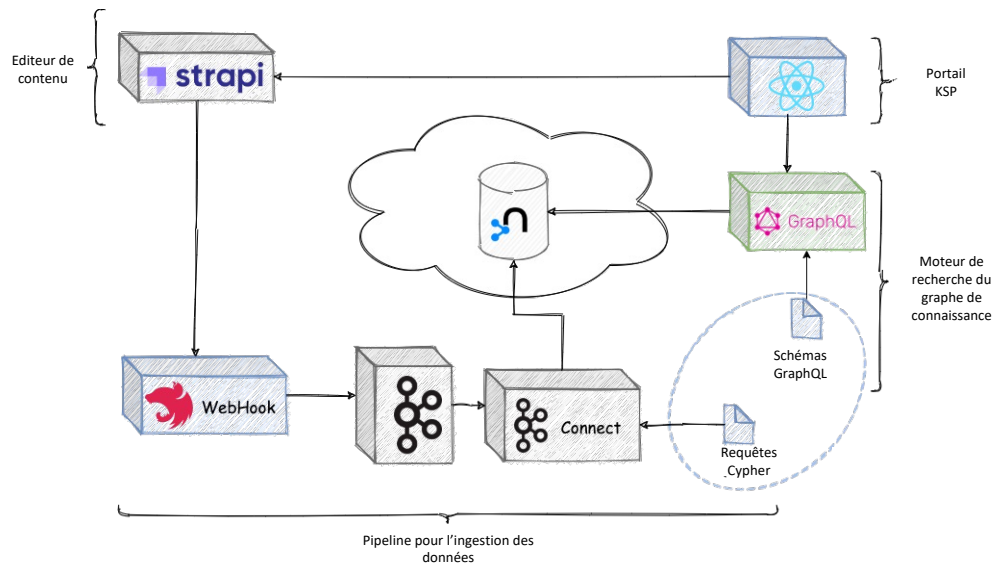 Editeur de
contenu
strapi
Portail
KSP
GraphQL
Moteur de
recherche du
graphe de
connaissance
Schémas
GraphQL
WebHook
Connect
Requêtes
Cypher
Pipeline pour l’ingestion des
données